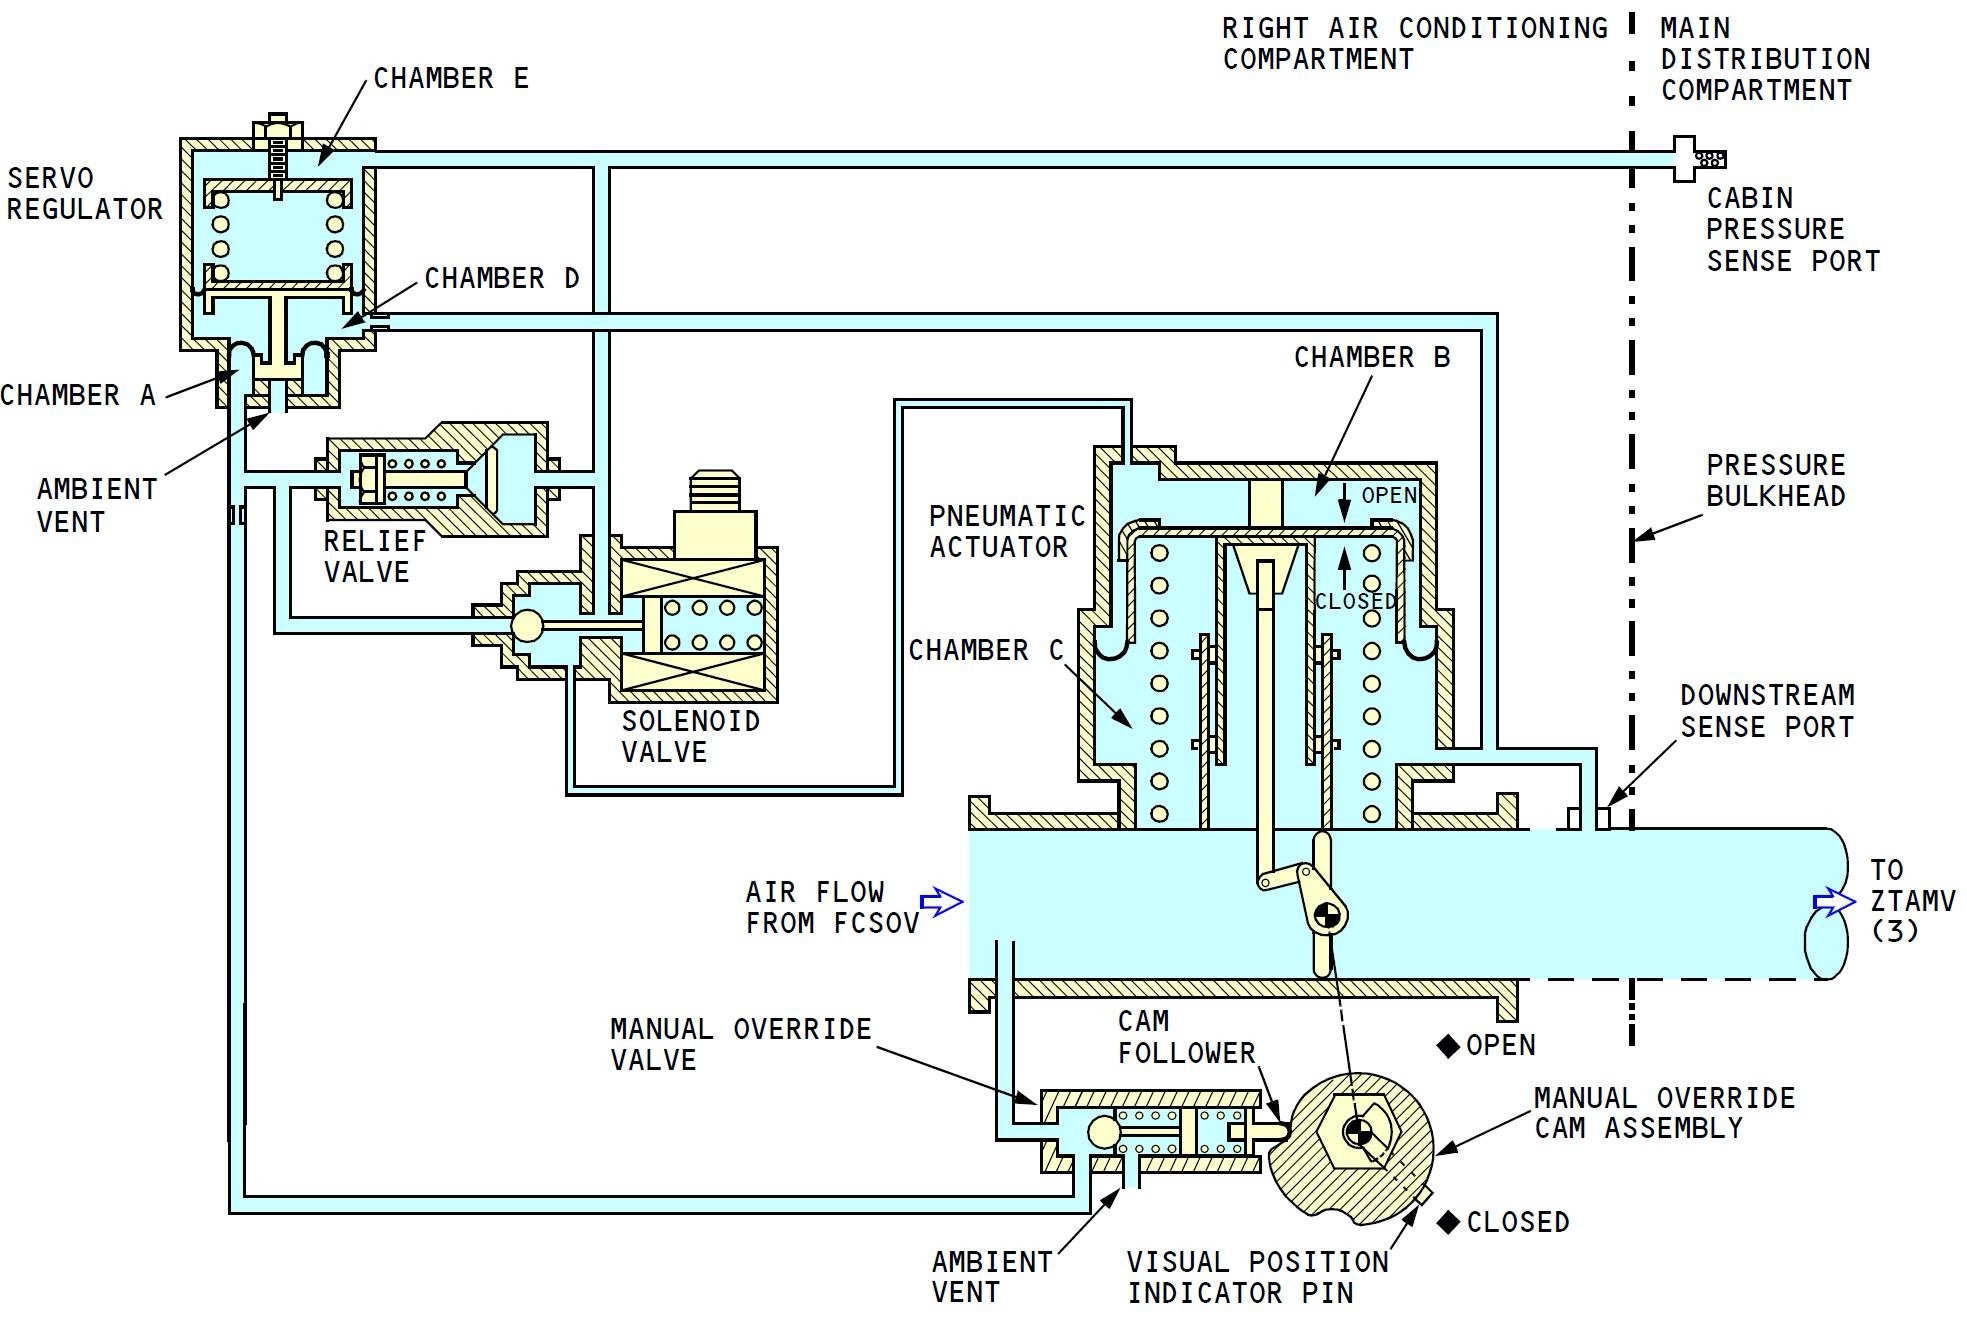 RIGHT AIR CONDITIONING
COMPARTMENT
MAIN
DISTRIBUTION
COMPARTMENT
CHAMBER E
SERVO
REGULATOR
CABIN
PRESSURE
SENSE PORT
CHAMBER D
CHAMBER B
CHAMBER A
AMBIENT
VENT
RELIEF
VALVE
PRESSURE
BULKHEAD
OPEN
PNEUMATIC
ACTUATOR
CLOSED
CHAMBER C
SOLENOID
VALVE
DOWNSTREAM
SENSE PORT
AIR FLOW
FROM FCSOV
TO
ZTAMV
(3)
MANUAL OVERRIDE
VALVE
CAM
FOLLOWER
OPEN
MANUAL OVERRIDE
CAM ASSEMBLY
CLOSED
AMBIENT
VENT
VISUAL POSITION
INDICATOR PIN